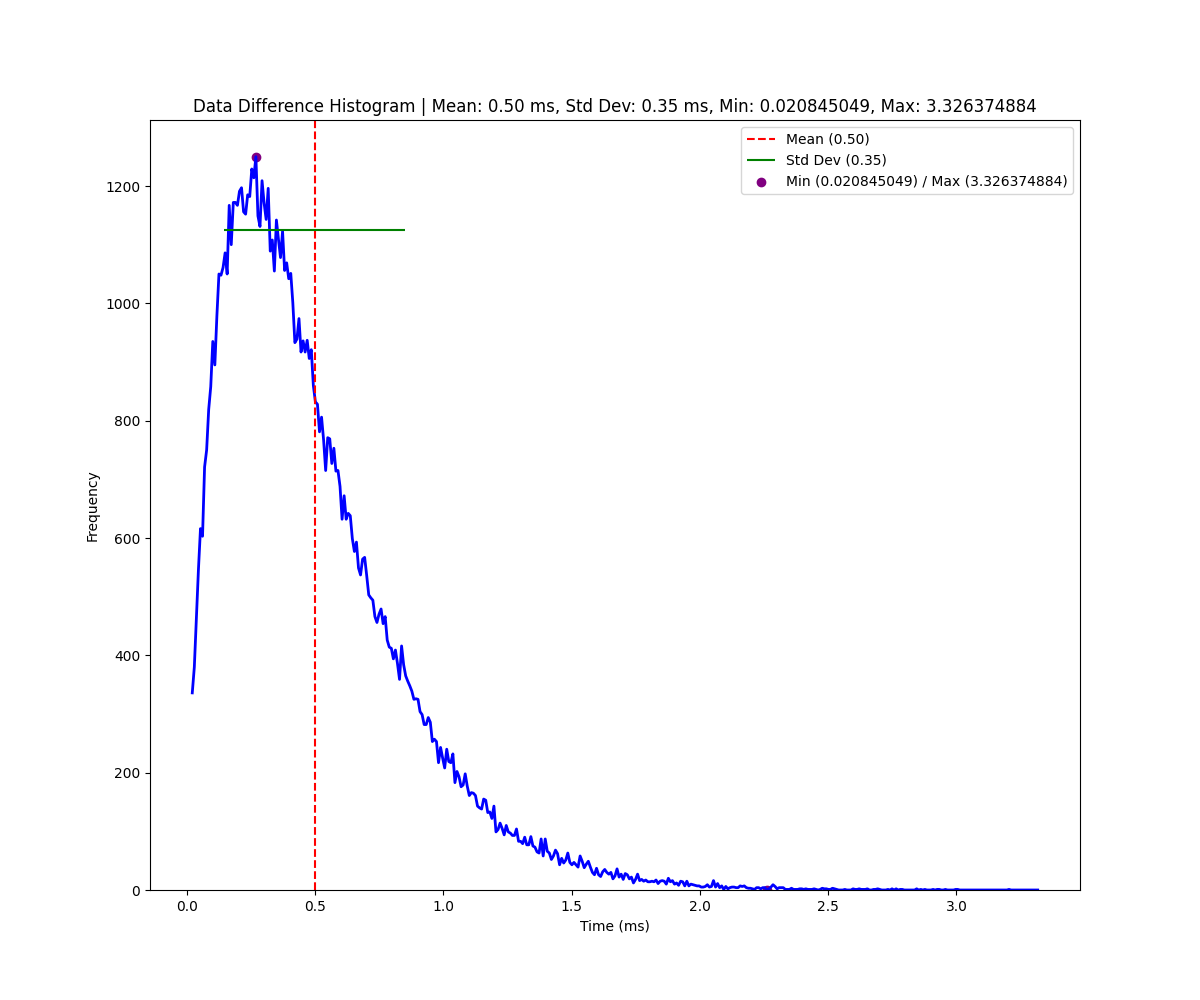 Data Difference Histogram | Mean: 0.50 ms, Std Dev: 0.35 ms, Min: 0.020845049, Max: 3.326374884
Mean (0.50)
Std Dev (0.35)
Min (0.020845049) / Max (3.326374884)
1200
1000
800
600
400
200
0
Frequency
0.0 0.5 1.0 1.5 2.0 2.5 3.0
Time (ms)